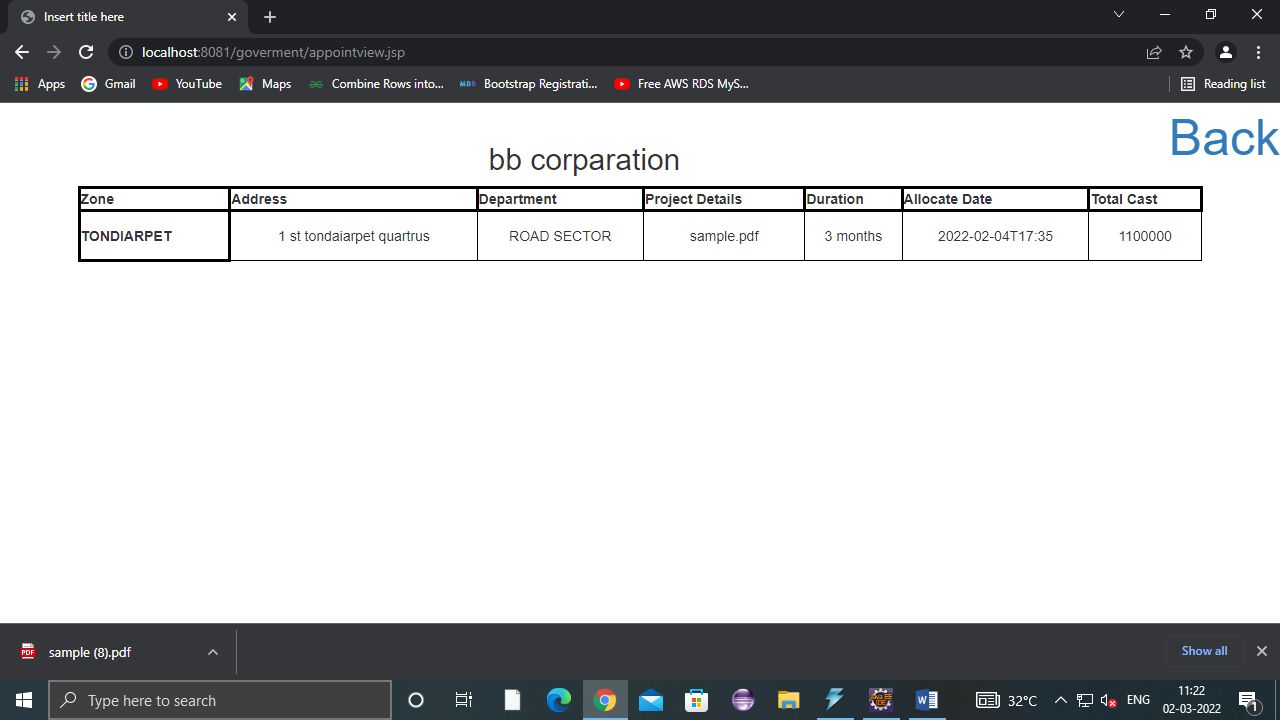 Insert title here
localhost:8081/goverment/appointview.jsp
Apps Gmail YouTube Maps Combine Rows into... MDB Bootstrap Registrati... Free AWS RDS MyS... Reading list
Back
bb corparation
Zone Address Department Project Details Duration Allocate Date Total Cast
TONDIARPET 1 st tondaiarpet quartrus ROAD SECTOR sample.pdf 3 months 2022-02-04T17:35 1100000
PDF sample (8).pdf Show all
Type here to search 32°C ENG 11:22
02-03-2022 1